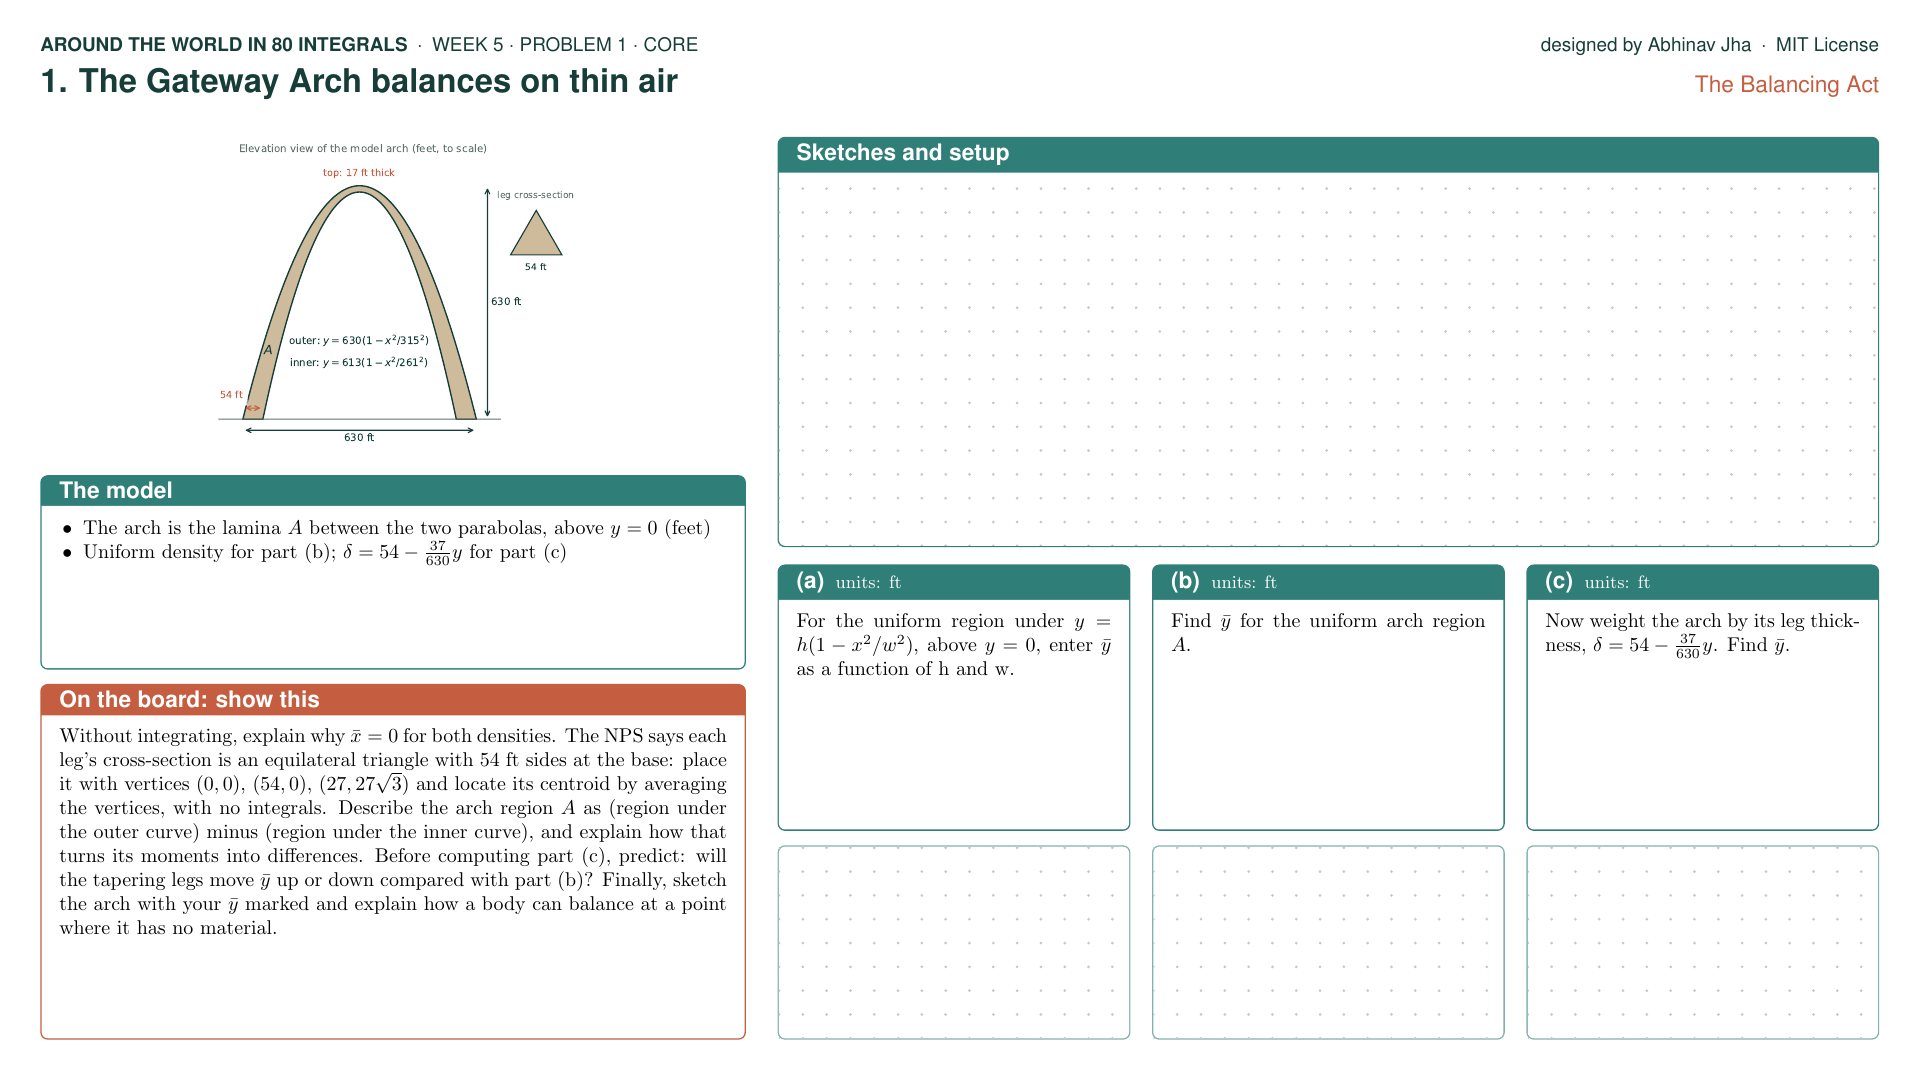 AROUND THE WORLD IN 80 INTEGRALS · WEEK 5 · PROBLEM 1 · CORE
designed by Abhinav Jha · MIT License
1. The Gateway Arch balances on thin air
The Balancing Act
Elevation view of the model arch (feet, to scale)
top: 17 ft thick
leg cross-section
54 ft
630 ft
outer: y = 630(1 − x²/315²)
inner: y = 613(1 − x²/261²)
A
54 ft
630 ft
The model
• The arch is the lamina A between the two parabolas, above y = 0 (feet)
• Uniform density for part (b); δ = 54 − 37/630 y for part (c)
On the board: show this
Without integrating, explain why x̄ = 0 for both densities. The NPS says each
leg's cross-section is an equilateral triangle with 54 ft sides at the base: place
it with vertices (0, 0), (54, 0), (27, 27√3) and locate its centroid by averaging
the vertices, with no integrals. Describe the arch region A as (region under
the outer curve) minus (region under the inner curve), and explain how that
turns its moments into differences. Before computing part (c), predict: will
the tapering legs move ȳ up or down compared with part (b)? Finally, sketch
the arch with your ȳ marked and explain how a body can balance at a point
where it has no material.
Sketches and setup
(a) units: ft
For the uniform region under y =
h(1 − x²/w²), above y = 0, enter ȳ
as a function of h and w.
(b) units: ft
Find ȳ for the uniform arch region
A.
(c) units: ft
Now weight the arch by its leg thick-
ness, δ = 54 − 37/630 y. Find ȳ.